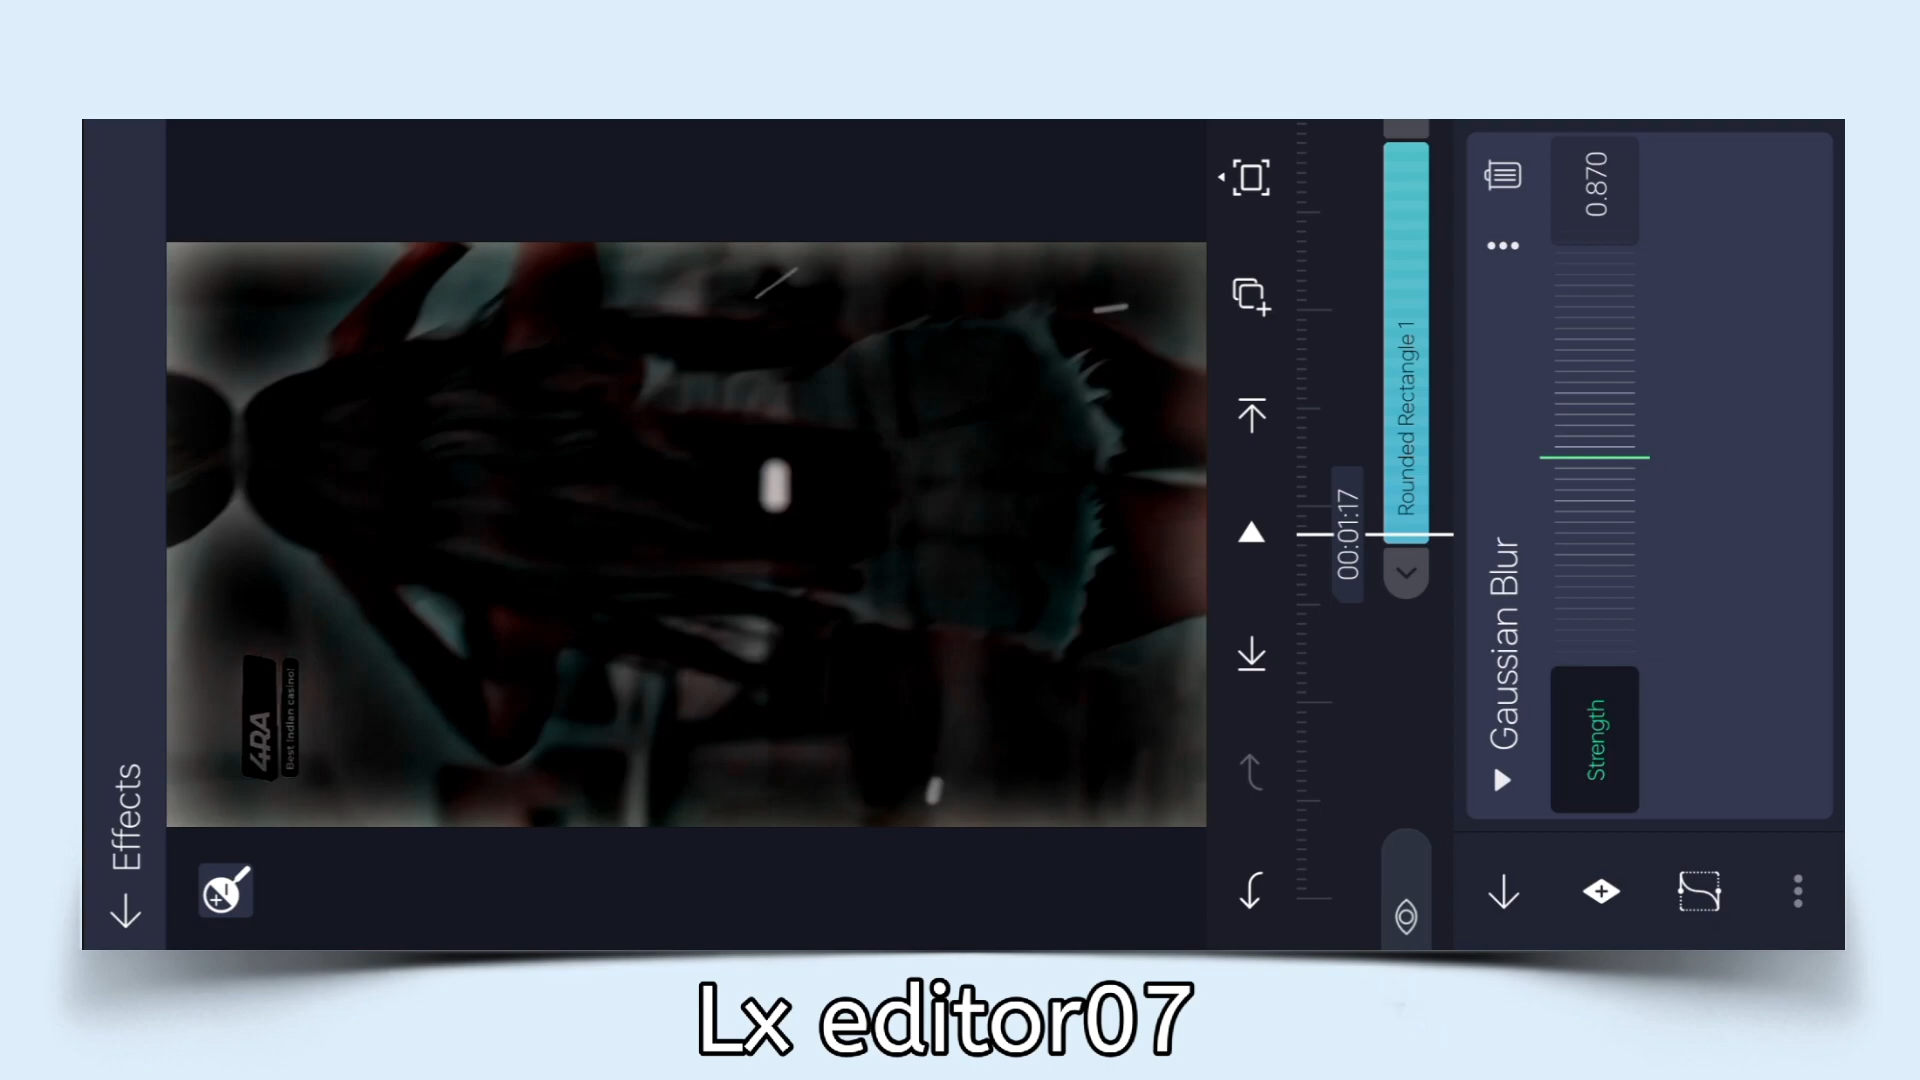 Effects
4RA
Best Indian casino!
00:01:17
Rounded Rectangle 1
Gaussian Blur
Strength
0.870
Lx editor07